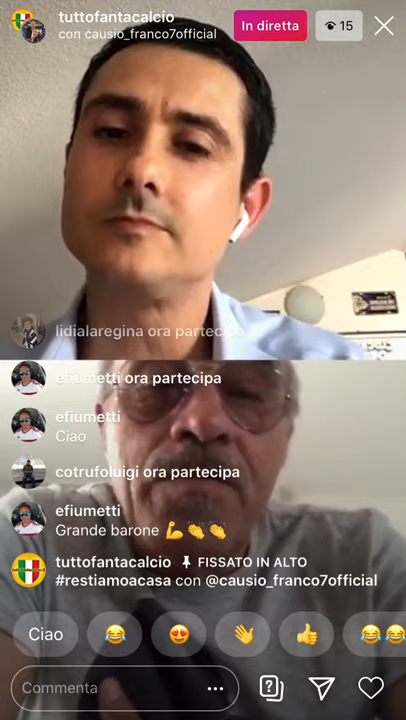 tuttofantacalcio
con causio_franco7official
In diretta
15
lidialaregina ora partecipa
efiumetti ora partecipa
efiumetti
Ciao
cotrufoluigi ora partecipa
efiumetti
Grande barone 💪👏👏
tuttofantacalcio 📌 FISSATO IN ALTO
#restiamoacasa con @causio_franco7official
Ciao 😂 😍 👋 👍 😂😂
Commenta